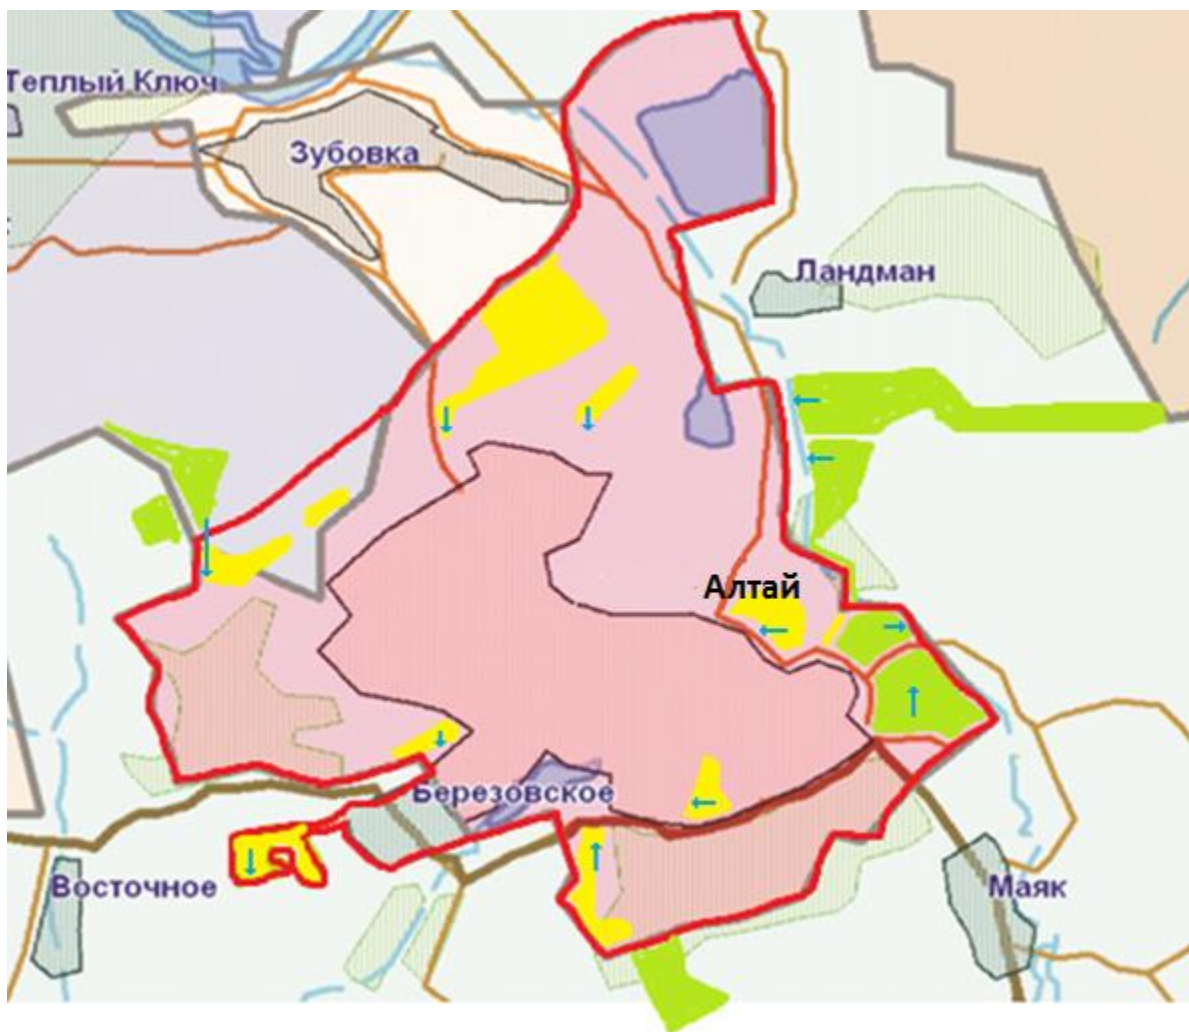 Теплый Ключ
Зубовка
Ландман
Алтай
Березовское
Восточное
Маяк